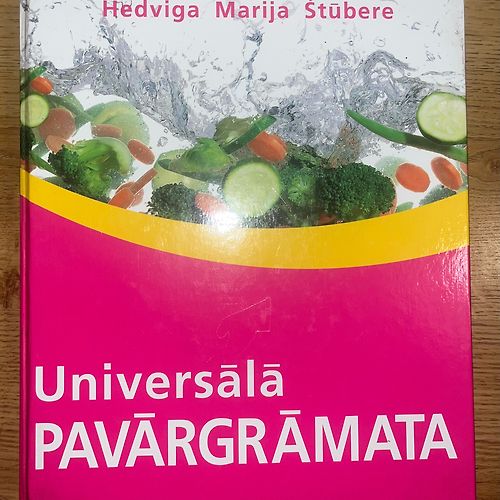 Hedviga Marija Štūbere
Universālā
PAVĀRGRĀMATA